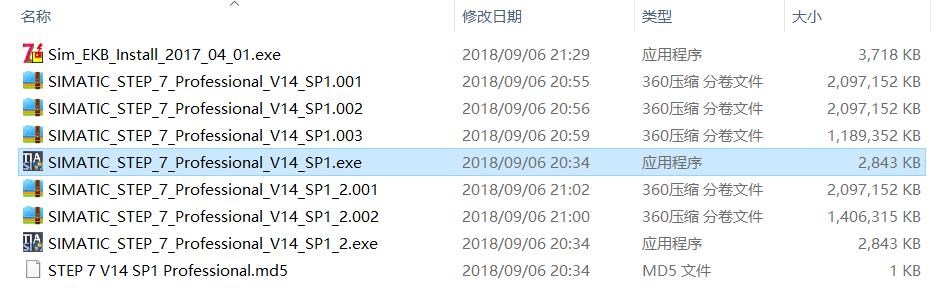 名称 修改日期 类型 大小
Sim_EKB_Install_2017_04_01.exe 2018/09/06 21:29 应用程序 3,718 KB
SIMATIC_STEP_7_Professional_V14_SP1.001 2018/09/06 20:55 360压缩 分卷文件 2,097,152 KB
SIMATIC_STEP_7_Professional_V14_SP1.002 2018/09/06 20:56 360压缩 分卷文件 2,097,152 KB
SIMATIC_STEP_7_Professional_V14_SP1.003 2018/09/06 20:59 360压缩 分卷文件 1,189,352 KB
SIMATIC_STEP_7_Professional_V14_SP1.exe 2018/09/06 20:34 应用程序 2,843 KB
SIMATIC_STEP_7_Professional_V14_SP1_2.001 2018/09/06 21:02 360压缩 分卷文件 2,097,152 KB
SIMATIC_STEP_7_Professional_V14_SP1_2.002 2018/09/06 21:00 360压缩 分卷文件 1,406,315 KB
SIMATIC_STEP_7_Professional_V14_SP1_2.exe 2018/09/06 20:34 应用程序 2,843 KB
STEP 7 V14 SP1 Professional.md5 2018/09/06 20:34 MD5 文件 1 KB